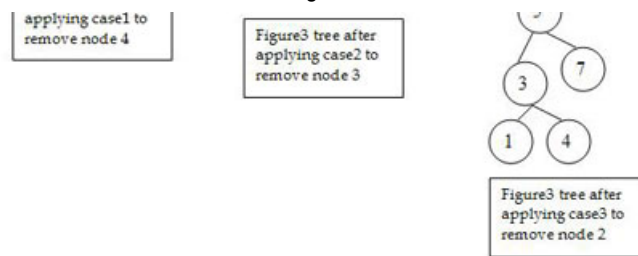 applying case1 to
remove node 4
Figure3 tree after
applying case2 to
remove node 3
3
7
1
4
Figure3 tree after
applying case3 to
remove node 2